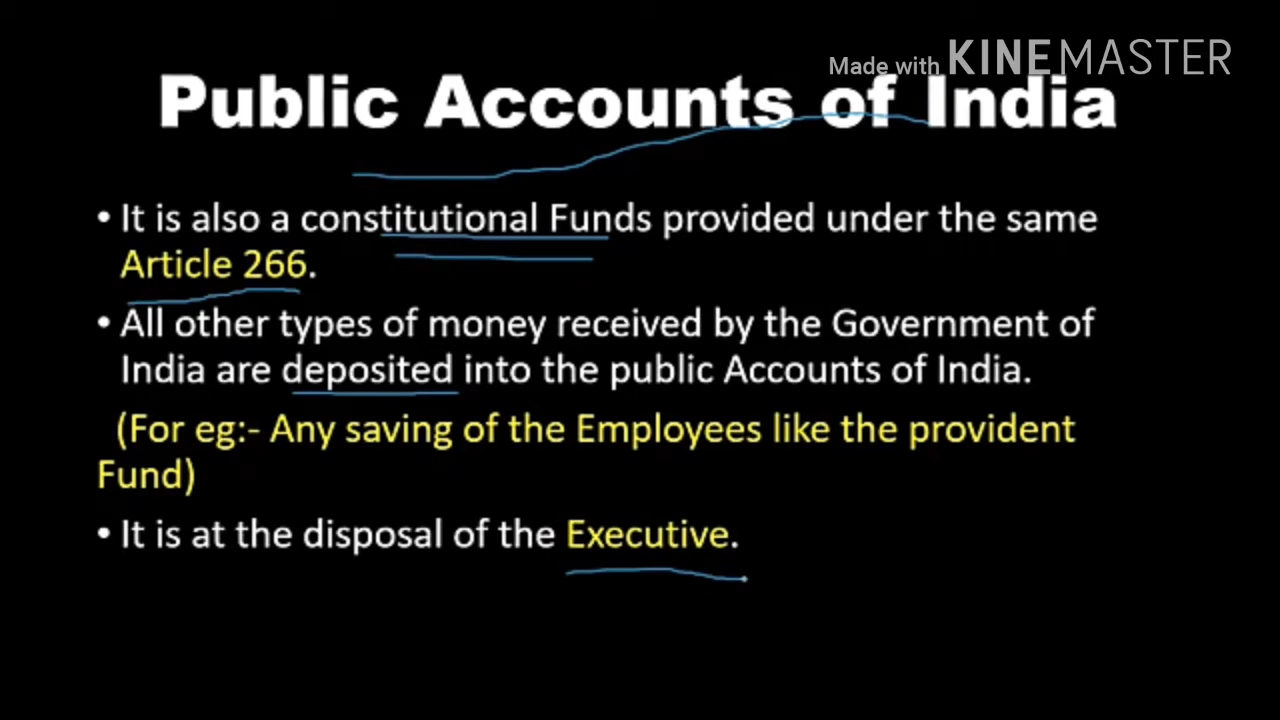 Made with KINEMASTER
Public Accounts of India
• It is also a constitutional Funds provided under the same
Article 266.
• All other types of money received by the Government of
India are deposited into the public Accounts of India.
(For eg:- Any saving of the Employees like the provident
Fund)
• It is at the disposal of the Executive.